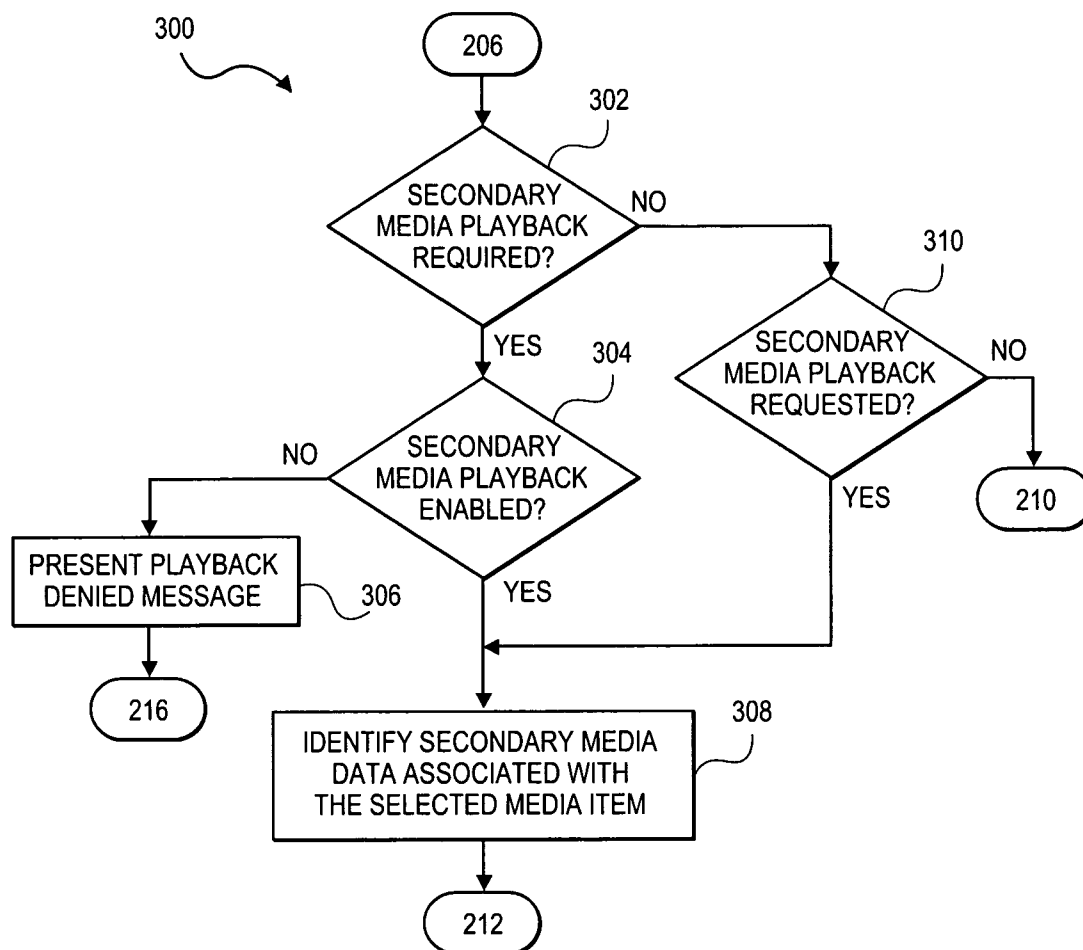 300
206
302
SECONDARY
MEDIA PLAYBACK
REQUIRED?
NO
YES
310
SECONDARY
MEDIA PLAYBACK
REQUESTED?
NO
YES
210
304
SECONDARY
MEDIA PLAYBACK
ENABLED?
NO
YES
PRESENT PLAYBACK
DENIED MESSAGE
306
216
308
IDENTIFY SECONDARY MEDIA
DATA ASSOCIATED WITH
THE SELECTED MEDIA ITEM
212